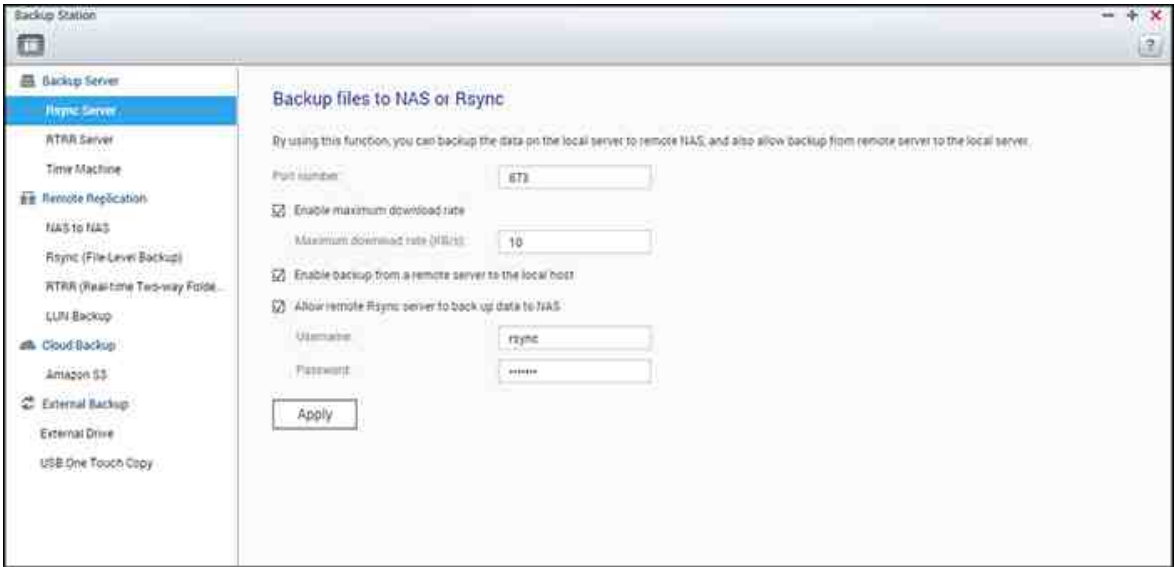 Backup Station
?
Backup Server
Rsync Server
RTRR Server
Time Machine
Remote Replication
NAS to NAS
Rsync (File-Level Backup)
RTRR (Real-time Two-way Folde...
LUN Backup
Cloud Backup
Amazon S3
External Backup
External Drive
USB One Touch Copy
Backup files to NAS or Rsync
By using this function, you can backup the data on the local server to remote NAS, and also allow backup from remote server to the local server.
Port number:
Enable maximum download rate
Maximum download rate (KB/s): 10
Enable backup from a remote server to the local host
Allow remote Rsync server to back up data to NAS
Username: rsync
Password: •••••••
Apply